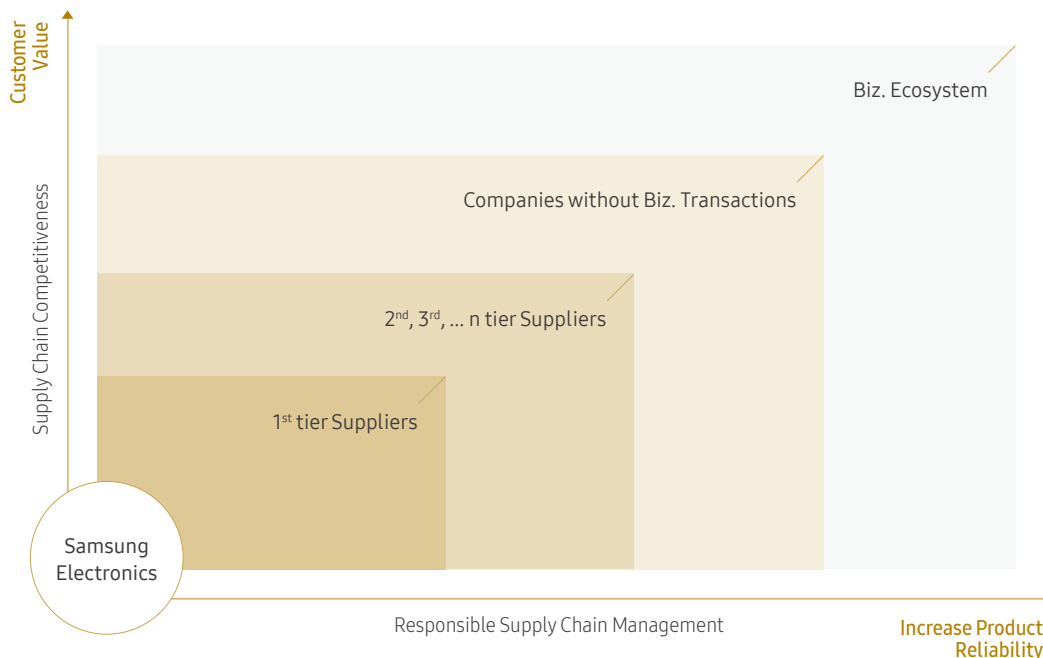 Customer
Value
Biz. Ecosystem
Supply Chain Competitiveness
Companies without Biz. Transactions
2nd, 3rd, ... n tier Suppliers
1st tier Suppliers
Samsung
Electronics
Responsible Supply Chain Management
Increase Product
Reliability